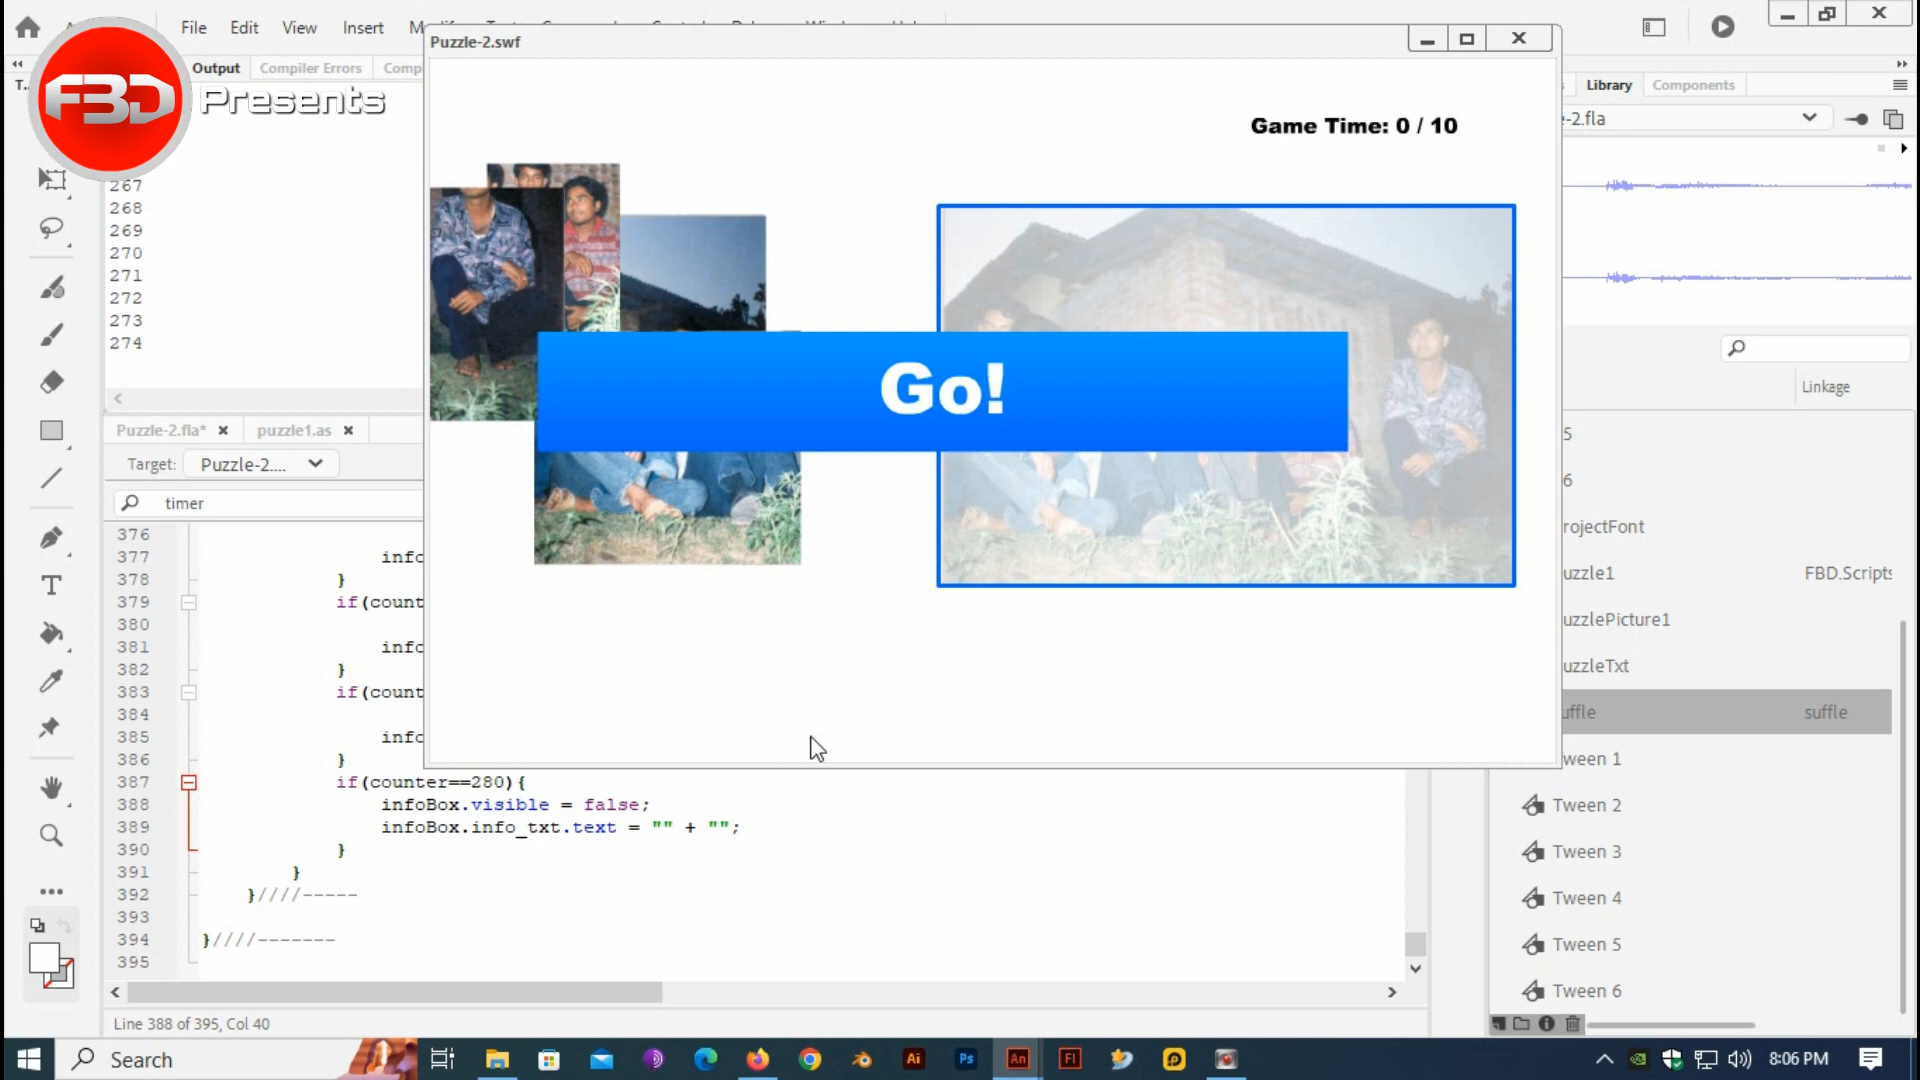 File Edit View Insert
Puzzle-2.swf
FBD Presents
Output Compiler Errors
Library Components
-2.fla
Game Time: 0 / 10
267
268
269
270
271
272
273
274
Go!
Linkage
Puzzle-2.fla* puzzle1.as
Target: Puzzle-2....
timer
376
377 info
378 }
379 if(count
380
381 info
382 }
383 if(count
384
385 info
386 }
387 if(counter==280){
388 infoBox.visible = false;
389 infoBox.info_txt.text = "" + "";
390 }
391 }
392 }////-----
393
394 }////-------
395
5
6
rojectFont
uzzle1 FBD.Scripts
uzzlePicture1
uzzleTxt
uffle suffle
ween 1
Tween 2
Tween 3
Tween 4
Tween 5
Tween 6
Line 388 of 395, Col 40
Search
Ai Ps An Fl
8:06 PM